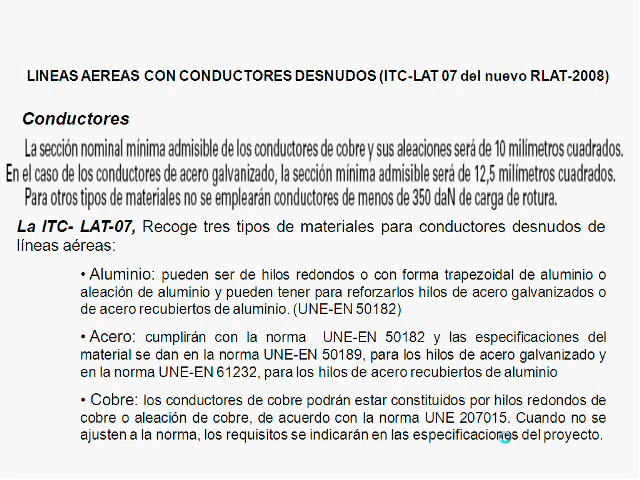 LINEAS AEREAS CON CONDUCTORES DESNUDOS (ITC-LAT 07 del nuevo RLAT-2008)
Conductores
La sección nominal mínima admisible de los conductores de cobre y sus aleaciones será de 10 milímetros cuadrados.
En el caso de los conductores de acero galvanizado, la sección mínima admisible será de 12,5 milímetros cuadrados.
Para otros tipos de materiales no se emplearán conductores de menos de 350 daN de carga de rotura.
La ITC- LAT-07, Recoge tres tipos de materiales para conductores desnudos de
líneas aéreas:
• Aluminio: pueden ser de hilos redondos o con forma trapezoidal de aluminio o
aleación de aluminio y pueden tener para reforzarlos hilos de acero galvanizados o
de acero recubiertos de aluminio. (UNE-EN 50182)
• Acero: cumplirán con la norma UNE-EN 50182 y las especificaciones del
material se dan en la norma UNE-EN 50189, para los hilos de acero galvanizado y
en la norma UNE-EN 61232, para los hilos de acero recubiertos de aluminio
• Cobre: los conductores de cobre podrán estar constituidos por hilos redondos de
cobre o aleación de cobre, de acuerdo con la norma UNE 207015. Cuando no se
ajusten a la norma, los requisitos se indicarán en las especificaciones del proyecto.